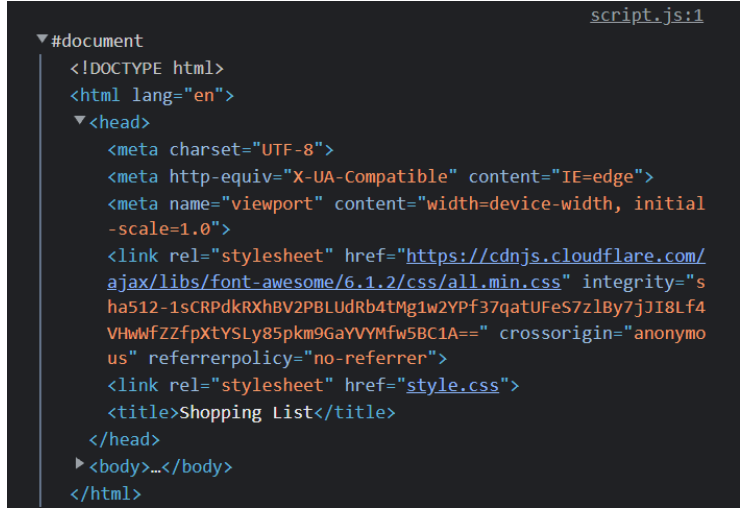 script.js:1
▼#document
<!DOCTYPE html>
<html lang="en">
▼<head>
<meta charset="UTF-8">
<meta http-equiv="X-UA-Compatible" content="IE=edge">
<meta name="viewport" content="width=device-width, initial
-scale=1.0">
<link rel="stylesheet" href="https://cdnjs.cloudflare.com/
ajax/libs/font-awesome/6.1.2/css/all.min.css" integrity="s
ha512-1sCRPdkRXhBV2PBLUdRb4tMg1w2YPf37qatUFeS7zlBy7jJI8Lf4
VHwWfZZfpXtYSLy85pkm9GaYVYMfw5BC1A==" crossorigin="anonymo
us" referrerpolicy="no-referrer">
<link rel="stylesheet" href="style.css">
<title>Shopping List</title>
</head>
▶<body>…</body>
</html>